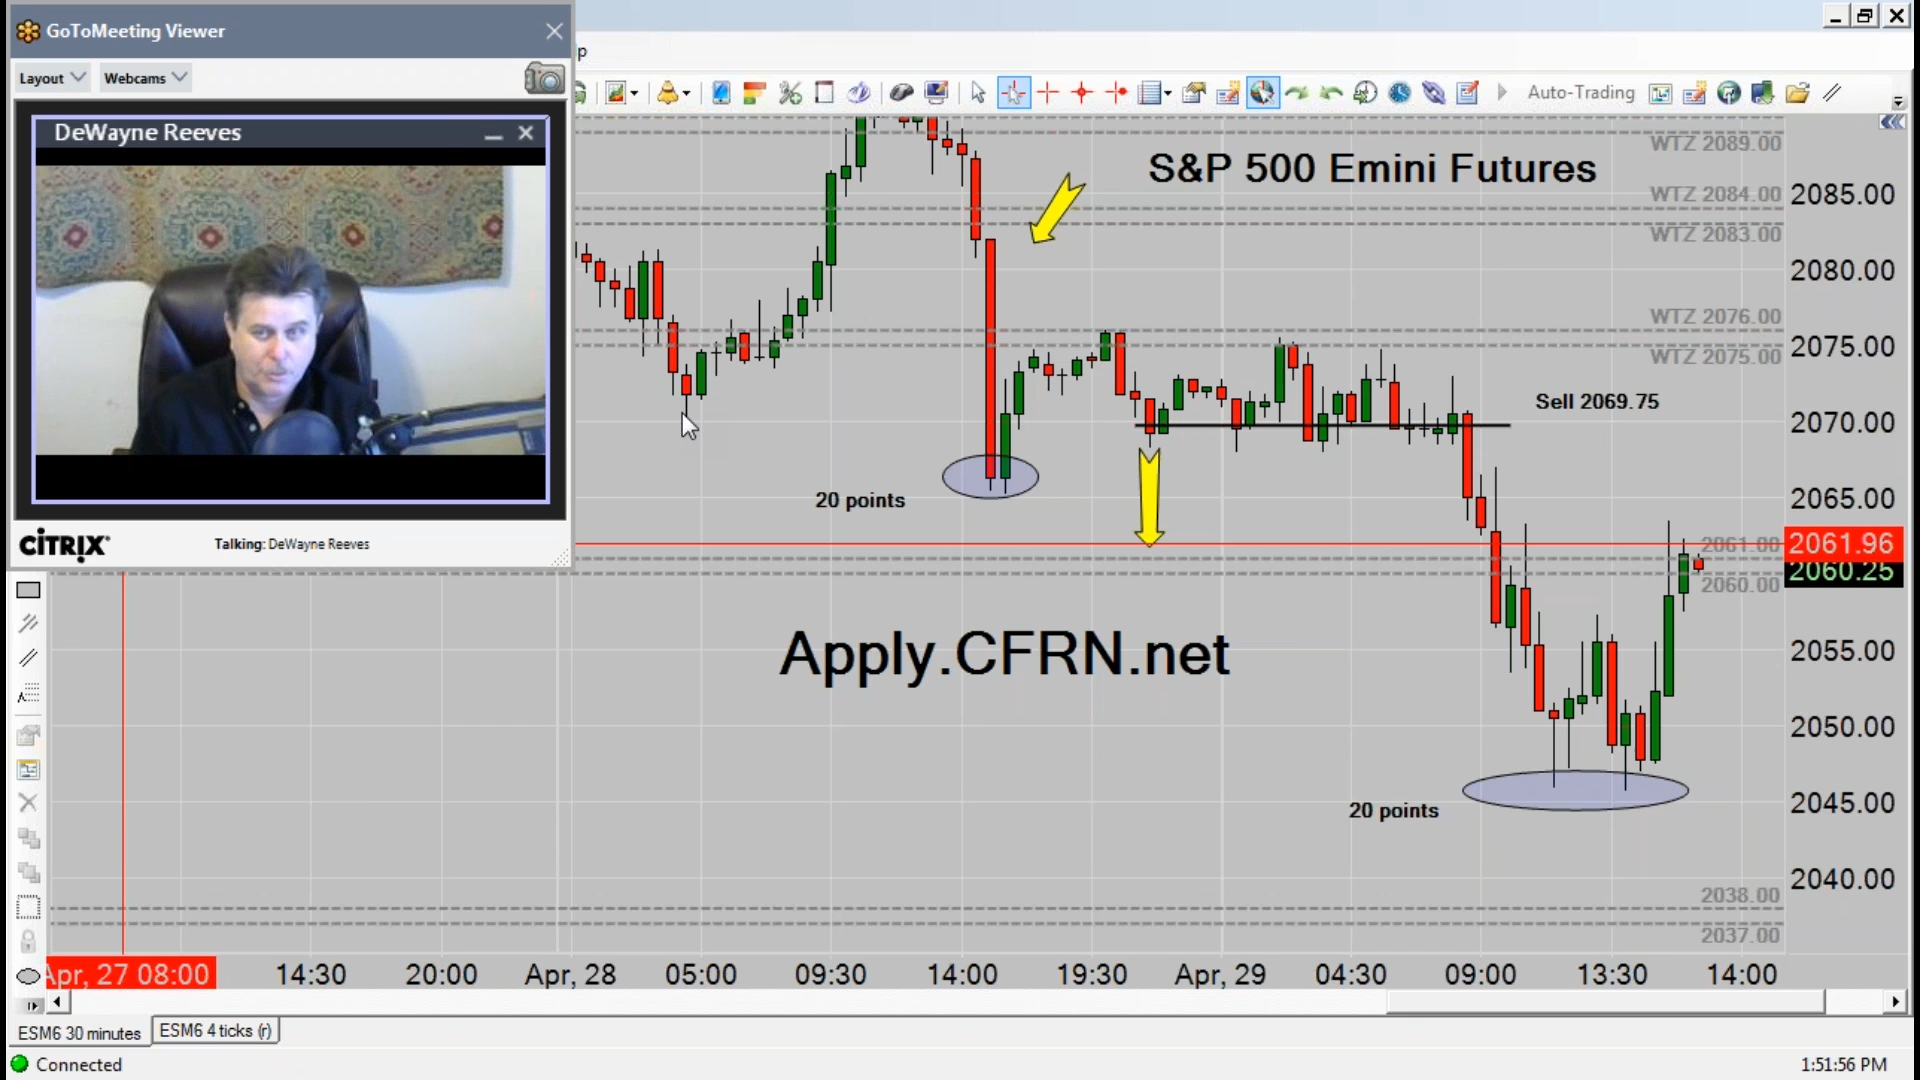 GoToMeeting Viewer
p
Layout
Webcams
Auto-Trading
DeWayne Reeves
S&P 500 Emini Futures
WTZ 2089.00
WTZ 2084.00
WTZ 2083.00
WTZ 2076.00
WTZ 2075.00
2085.00
2080.00
2075.00
2070.00
2065.00
Sell 2069.75
20 points
CiTRIX
Talking: DeWayne Reeves
2061.00
2061.96
2060.25
2060.00
Apply.CFRN.net
2055.00
2050.00
2045.00
20 points
2040.00
2038.00
2037.00
Apr, 27 08:00
14:30
20:00
Apr, 28
05:00
09:30
14:00
19:30
Apr, 29
04:30
09:00
13:30
14:00
ESM6 30 minutes
ESM6 4 ticks (r)
Connected
1:51:56 PM